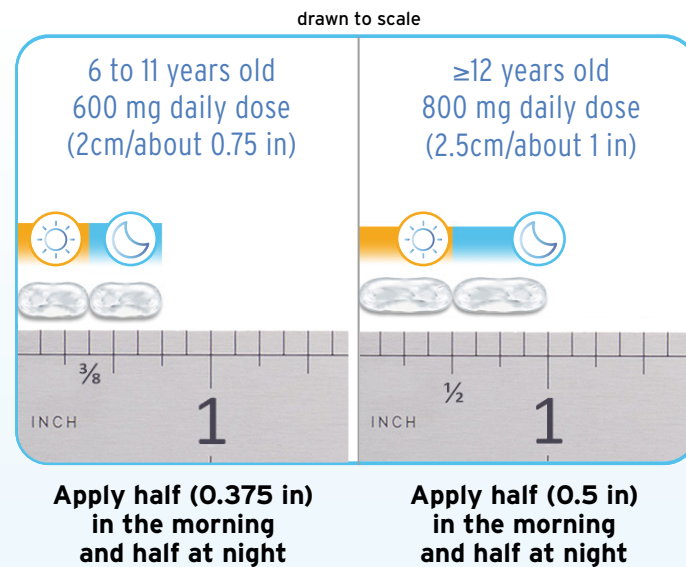 drawn to scale
6 to 11 years old
600 mg daily dose
(2cm/about 0.75 in)
≥12 years old
800 mg daily dose
(2.5cm/about 1 in)
⅜
1
INCH
½
1
INCH
Apply half (0.375 in)
in the morning
and half at night
Apply half (0.5 in)
in the morning
and half at night